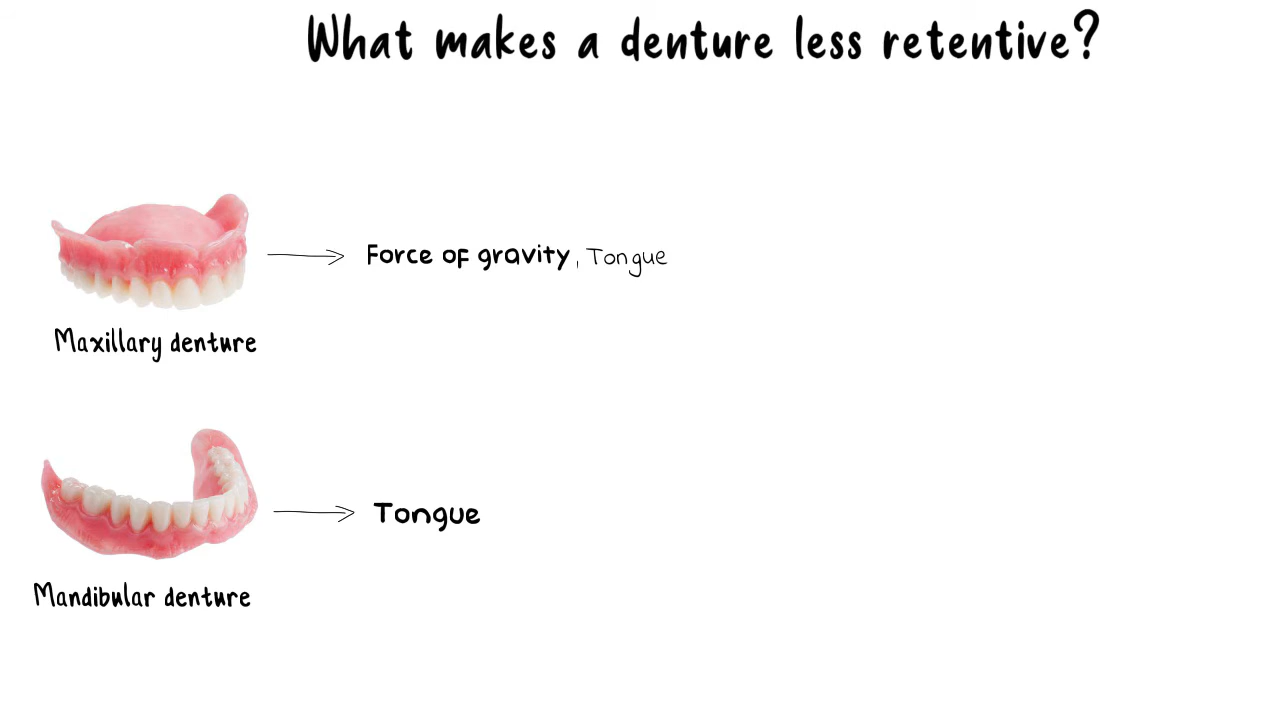 What makes a denture less retentive?
Force of gravity, Tongue
Maxillary denture
Tongue
Mandibular denture